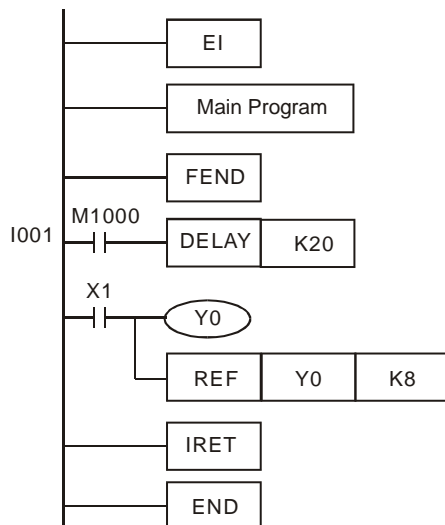 EI
Main Program
FEND
M1000
I001 DELAY K20
X1
Y0
REF Y0 K8
IRET
END